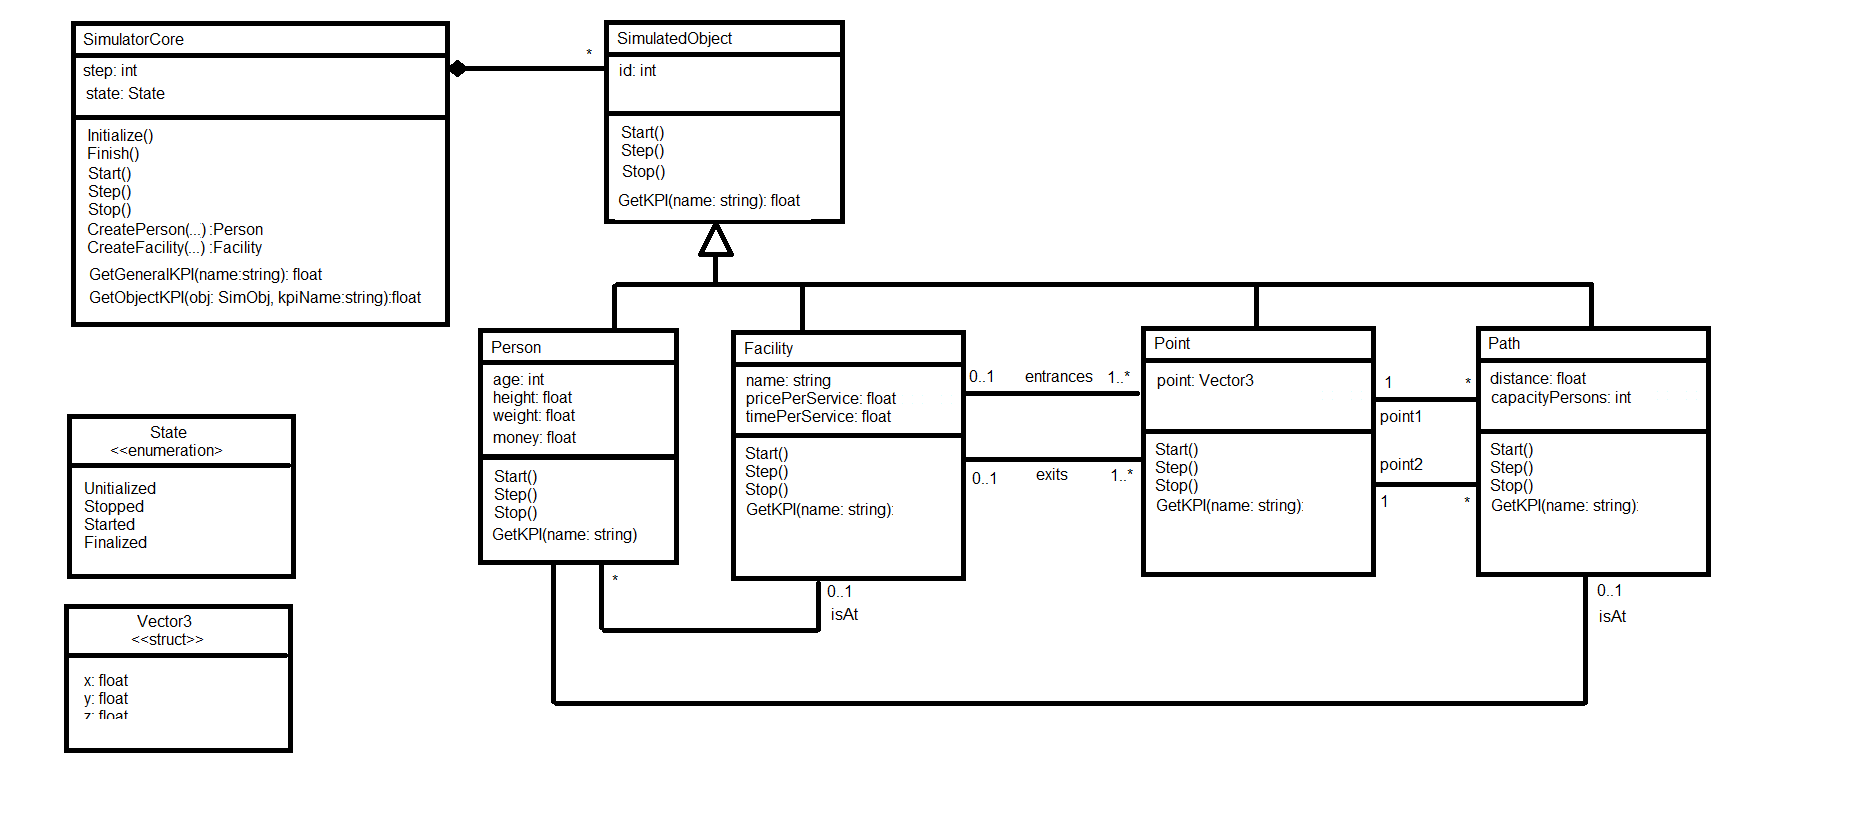 SimulatorCore
step: int
state: State
Initialize()
Finish()
Start()
Step()
Stop()
CreatePerson(...) :Person
CreateFacility(...) :Facility
GetGeneralKPI(name:string): float
GetObjectKPI(obj: SimObj, kpiName:string):float
*
SimulatedObject
id: int
Start()
Step()
Stop()
GetKPI(name: string): float
Person
age: int
height: float
weight: float
money: float
Start()
Step()
Stop()
GetKPI(name: string)
*
Facility
name: string
pricePerService: float
timePerService: float
Start()
Step()
Stop()
GetKPI(name: string):
0..1
isAt
0..1 entrances 1..*
0..1 exits 1..*
Point
point: Vector3
Start()
Step()
Stop()
GetKPI(name: string):
1 *
point1
point2
1 *
Path
distance: float
capacityPersons: int
Start()
Step()
Stop()
GetKPI(name: string):
0..1
isAt
State
<<enumeration>
Unitialized
Stopped
Started
Finalized
Vector3
<<struct>>
x: float
y: float
z: float